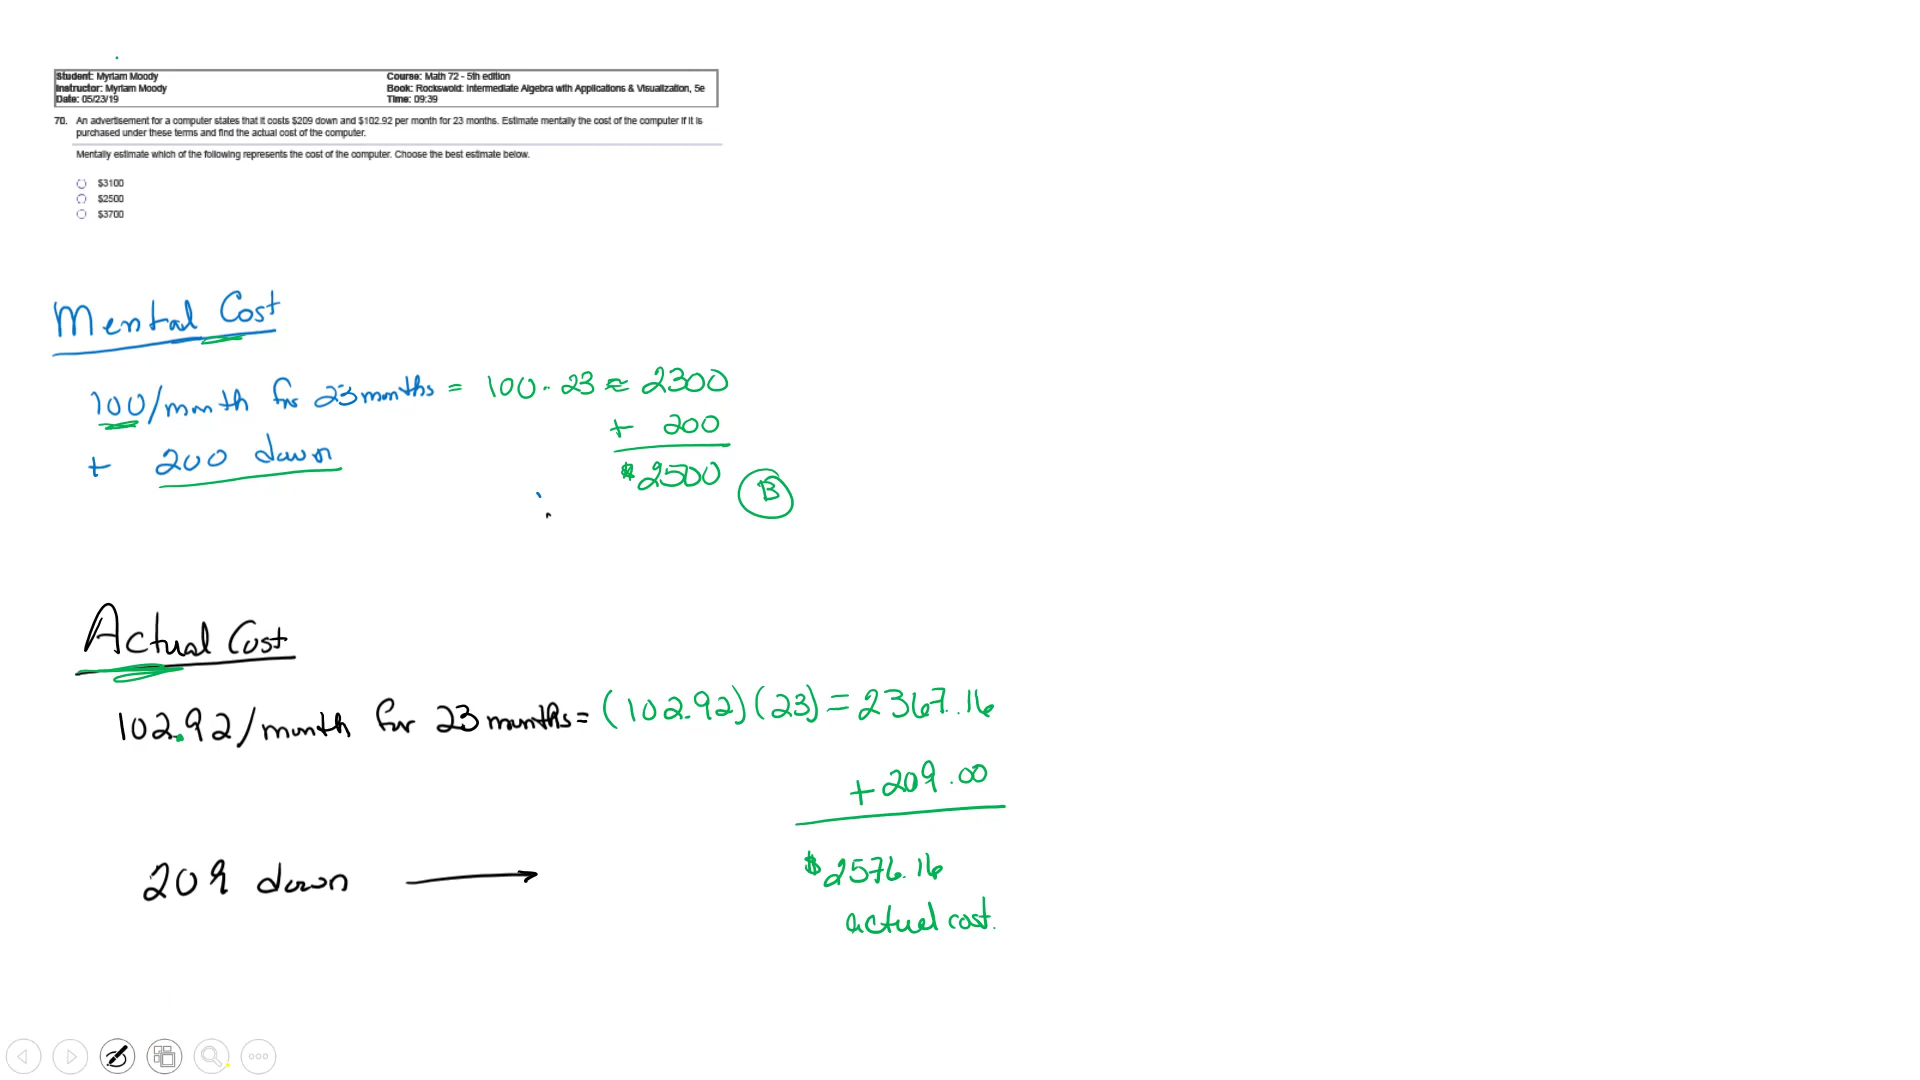 Student: Myriam Moody
Instructor: Myriam Moody
Date: 05/23/19
Course: Math 72 - 5th edition
Book: Rockswold: Intermediate Algebra with Applications & Visualization, 5e
Time: 09:39
70. An advertisement for a computer states that it costs $209 down and $102.92 per month for 23 months. Estimate mentally the cost of the computer if it is
purchased under these terms and find the actual cost of the computer.
Mentally estimate which of the following represents the cost of the computer. Choose the best estimate below.
$3100
$2500
$3700
Mental Cost
100/month for 23 months = 100 · 23 ≈ 2300
+ 200 down
+ 200
$2500 B
Actual Cost
102.92/month for 23 months = (102.92)(23) = 2367.16
+209.00
209 down
$2576.16
actual cost.